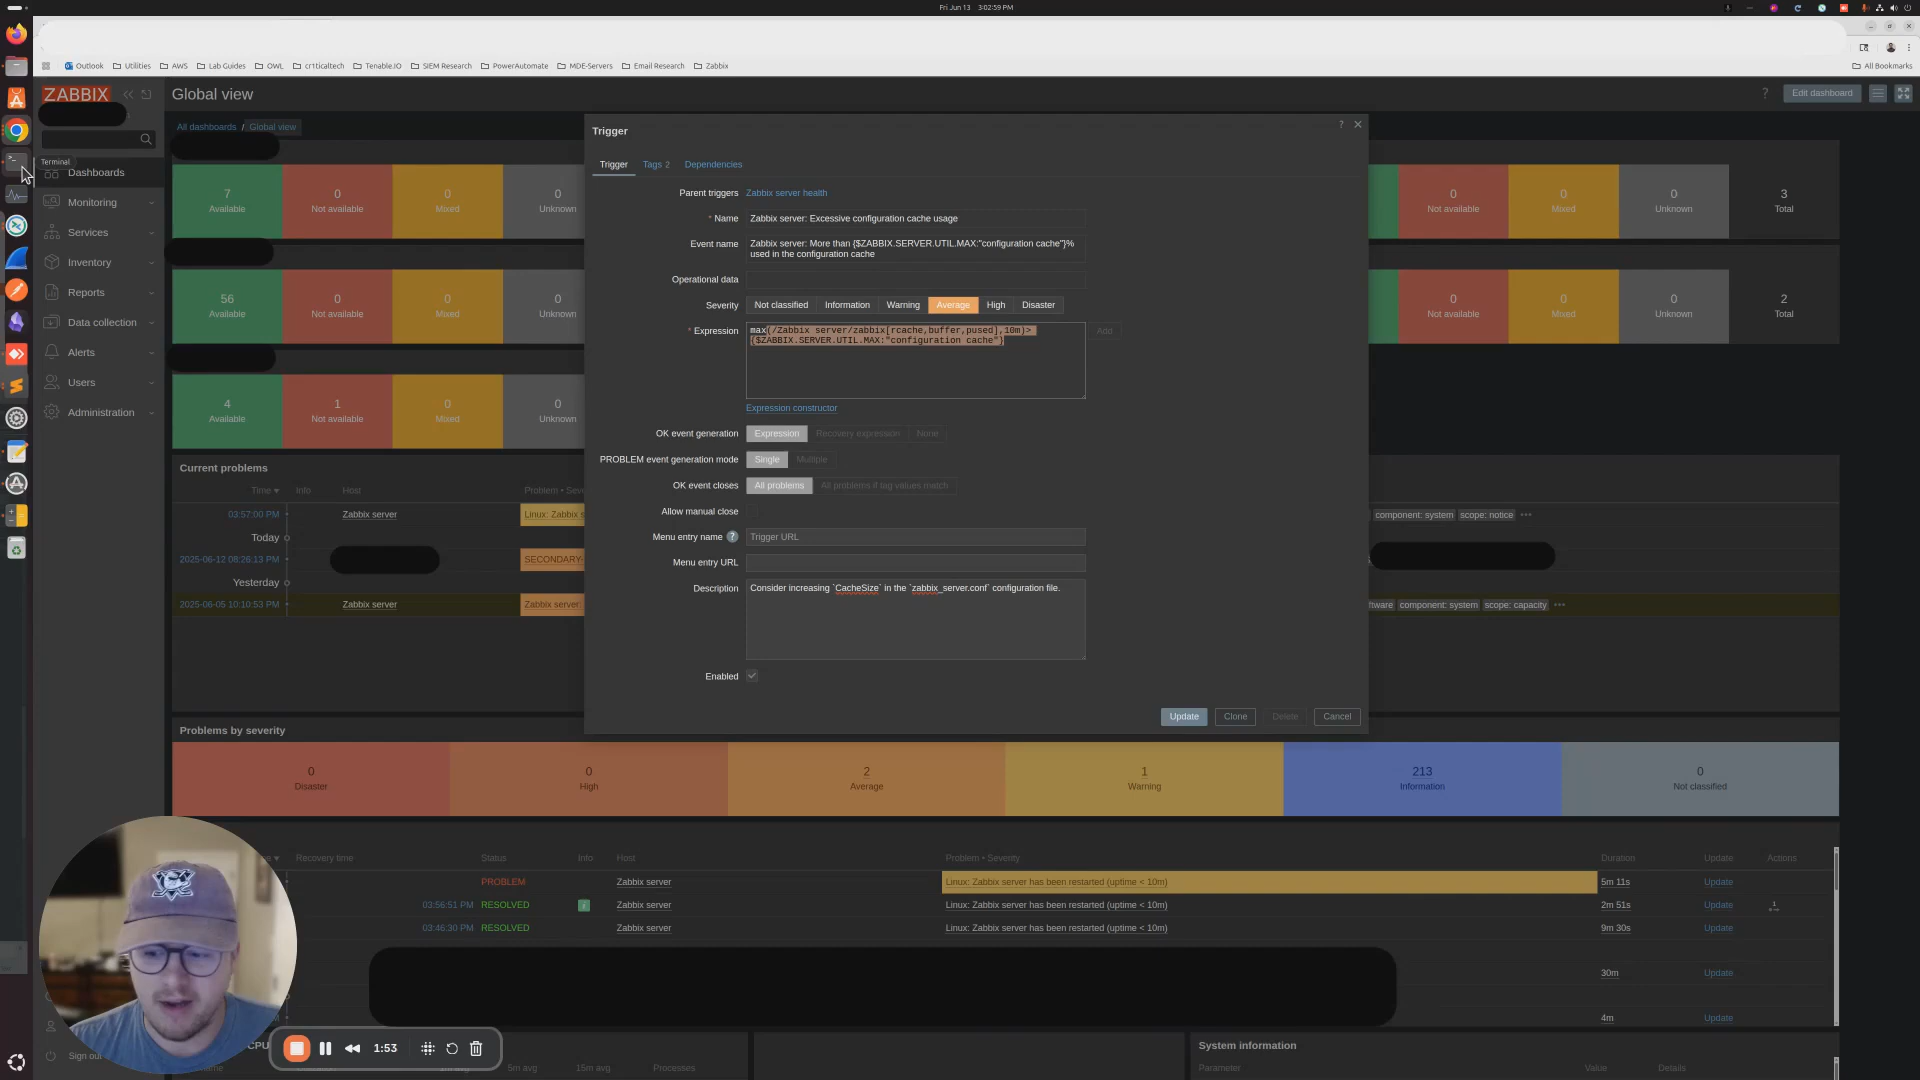 Fri Jun 13 3:02:59 PM
Outlook Utilities AWS Lab Guides OWL cr1ticaltech Tenable.IO SIEM Research PowerAutomate MDE-Servers Email Research Zabbix All Bookmarks
ZABBIX
Global view
Edit dashboard
All dashboards / Global view
Terminal
Dashboards
Monitoring
Services
Inventory
Reports
Data collection
Alerts
Users
Administration
7 0 0 0
Available Not available Mixed Unknown
56 0 0 0
Available Not available Mixed Unknown
4 1 0 0
Available Not available Mixed Unknown
0 0 0 3
Not available Mixed Unknown Total
0 0 0 2
Not available Mixed Unknown Total
Trigger
Trigger Tags 2 Dependencies
Parent triggers Zabbix server health
* Name Zabbix server: Excessive configuration cache usage
Event name Zabbix server: More than {$ZABBIX.SERVER.UTIL.MAX:"configuration cache"}%
used in the configuration cache
Operational data
Severity Not classified Information Warning Average High Disaster
* Expression max(/Zabbix server/zabbix[rcache,buffer,pused],10m)>
{$ZABBIX.SERVER.UTIL.MAX:"configuration cache"}
Add
Expression constructor
OK event generation Expression Recovery expression None
PROBLEM event generation mode Single Multiple
OK event closes All problems All problems if tag values match
Allow manual close
Menu entry name ? Trigger URL
Menu entry URL
Description Consider increasing `CacheSize` in the `zabbix_server.conf` configuration file.
Enabled
Update Clone Delete Cancel
Current problems
Time Info Host Problem • Seve
03:57:00 PM Zabbix server Linux: Zabbix s component: system scope: notice •••
Today
2025-06-12 08:26:13 PM SECONDARY-
Yesterday
2025-06-05 10:10:53 PM Zabbix server Zabbix server: ftware component: system scope: capacity •••
Problems by severity
0 0 2 1 213 0
Disaster High Average Warning Information Not classified
Recovery time Status Info Host Problem • Severity Duration Update Actions
PROBLEM Zabbix server Linux: Zabbix server has been restarted (uptime < 10m) 5m 11s Update
03:56:51 PM RESOLVED Zabbix server Linux: Zabbix server has been restarted (uptime < 10m) 2m 51s Update
03:46:30 PM RESOLVED Zabbix server Linux: Zabbix server has been restarted (uptime < 10m) 9m 30s Update
30m Update
4m Update
Sign out
1:53
CPU
System information
avg 5m avg 15m avg Processes
Parameter Value Details